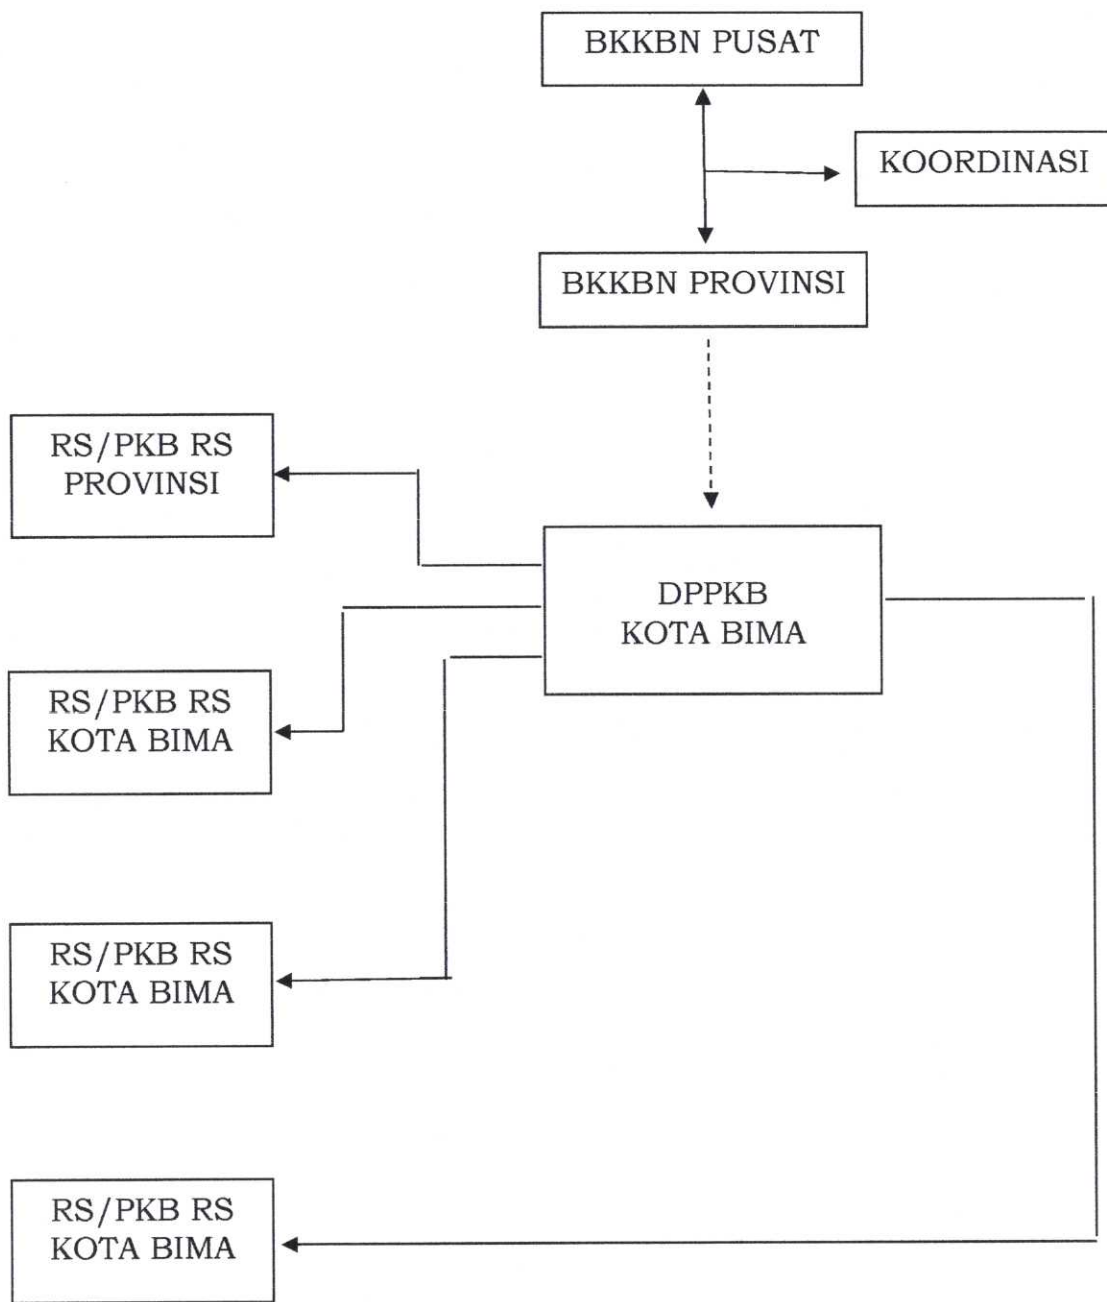 BKKBN PUSAT
KOORDINASI
BKKBN PROVINSI
RS/PKB RS
PROVINSI
DPPKB
KOTA BIMA
RS/PKB RS
KOTA BIMA
RS/PKB RS
KOTA BIMA
RS/PKB RS
KOTA BIMA